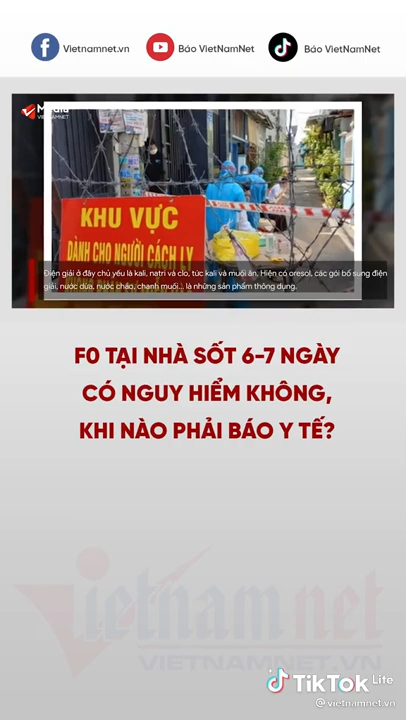 Vietnamnet.vn
Báo VietNamNet
Báo VietNamNet
Media
VIETNAMNET
KHU VỰC
DÀNH CHO NGƯỜI CÁCH LY
Điện giải ở đây chủ yếu là kali, natri và clo, tức kali và muối ăn. Hiện có oresol, các gói bổ sung điện
giải, nước dừa, nước cháo, chanh muối... là những sản phẩm thông dụng.
F0 TẠI NHÀ SỐT 6-7 NGÀY
CÓ NGUY HIỂM KHÔNG,
KHI NÀO PHẢI BÁO Y TẾ?
Vietnamnet
VIETNAMNET.VN
TikTok Lite
@vietnamnet.vn